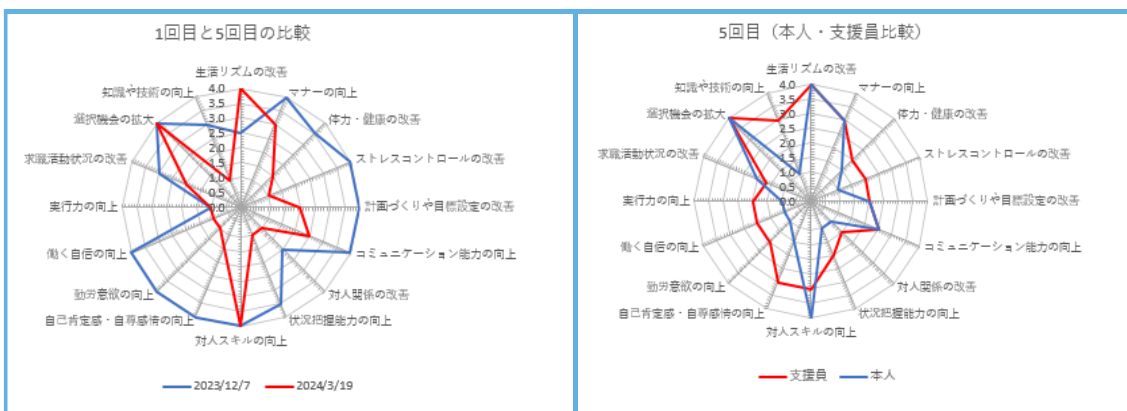 1回目と5回目の比較
生活リズムの改善
マナーの向上
体力・健康の改善
ストレスコントロールの改善
計画づくりや目標設定の改善
コミュニケーション能力の向上
対人関係の改善
状況把握能力の向上
対人スキルの向上
自己肯定感・自尊感情の向上
勤労意欲の向上
働く自信の向上
実行力の向上
求職活動状況の改善
選択機会の拡大
知識や技術の向上
4.0
3.5
3.0
2.5
2.0
1.5
1.0
0.5
0.0
2023/12/7
2024/3/19
5回目（本人・支援員比較）
生活リズムの改善
マナーの向上
体力・健康の改善
ストレスコントロールの改善
計画づくりや目標設定の改善
コミュニケーション能力の向上
対人関係の改善
状況把握能力の向上
対人スキルの向上
自己肯定感・自尊感情の向上
勤労意欲の向上
働く自信の向上
実行力の向上
求職活動状況の改善
選択機会の拡大
知識や技術の向上
4.0
3.5
3.0
2.5
2.0
1.5
1.0
0.5
0.0
支援員
本人